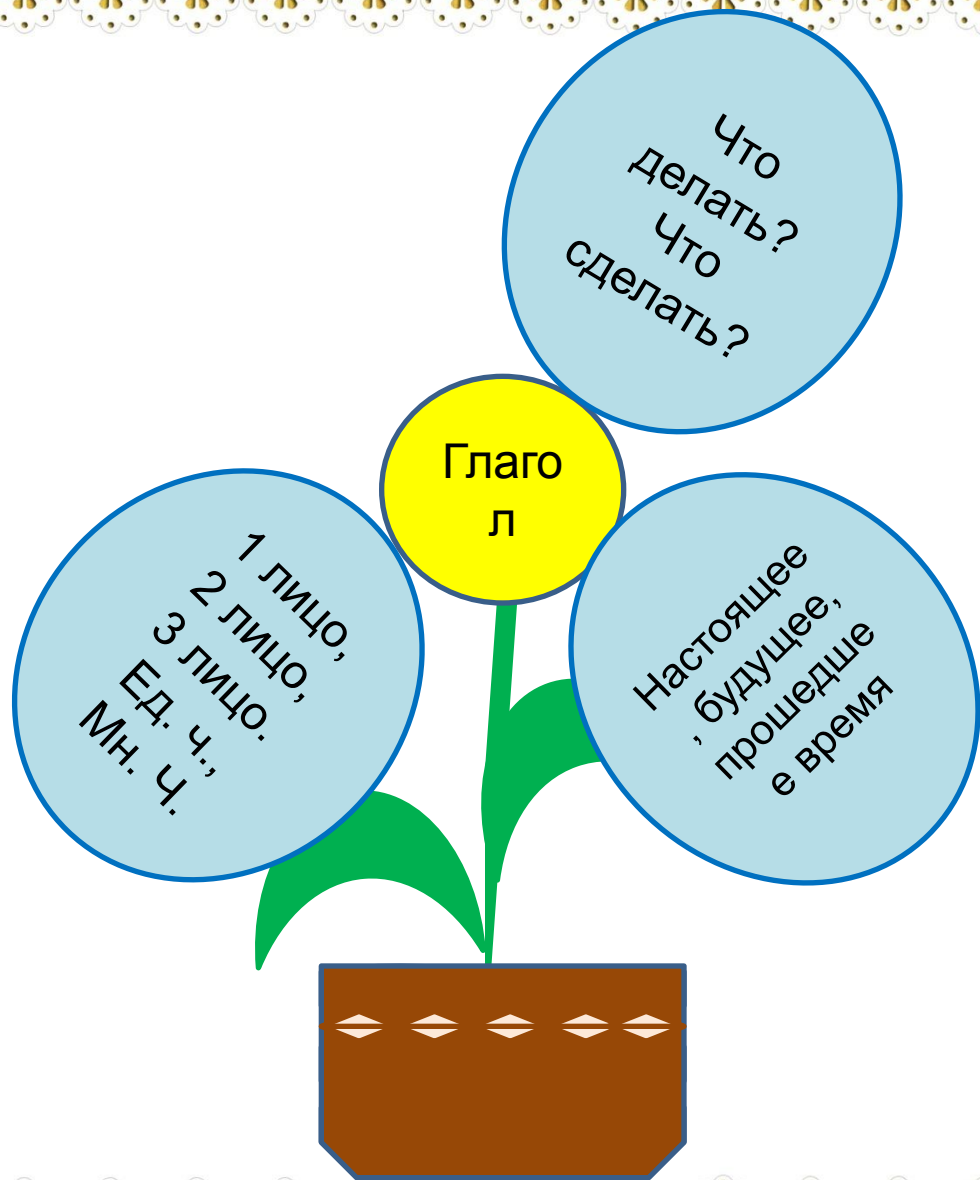 Что
делать?
Что
сделать?
Глаго
л
1 лицо,
2 лицо,
3 лицо.
Ед. ч.,
Мн. Ч.
Настоящее
, будущее,
прошедше
е время